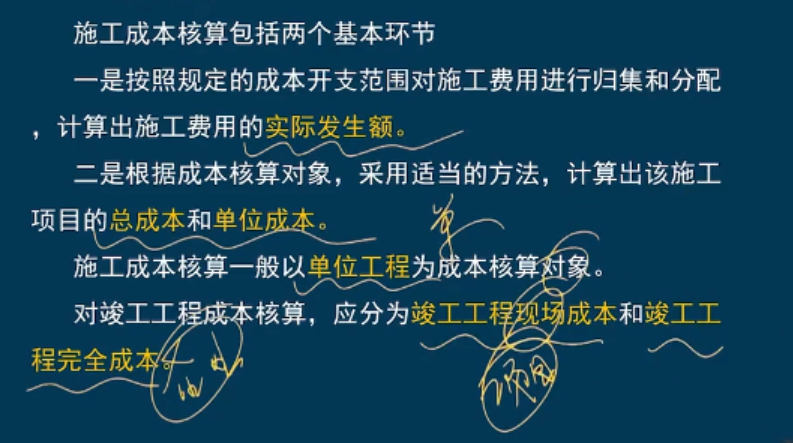 施工成本核算包括两个基本环节
一是按照规定的成本开支范围对施工费用进行归集和分配
，计算出施工费用的实际发生额。
二是根据成本核算对象，采用适当的方法，计算出该施工
项目的总成本和单位成本。
单
施工成本核算一般以单位工程为成本核算对象。
对竣工工程成本核算，应分为竣工工程现场成本和竣工工
程完全成本。